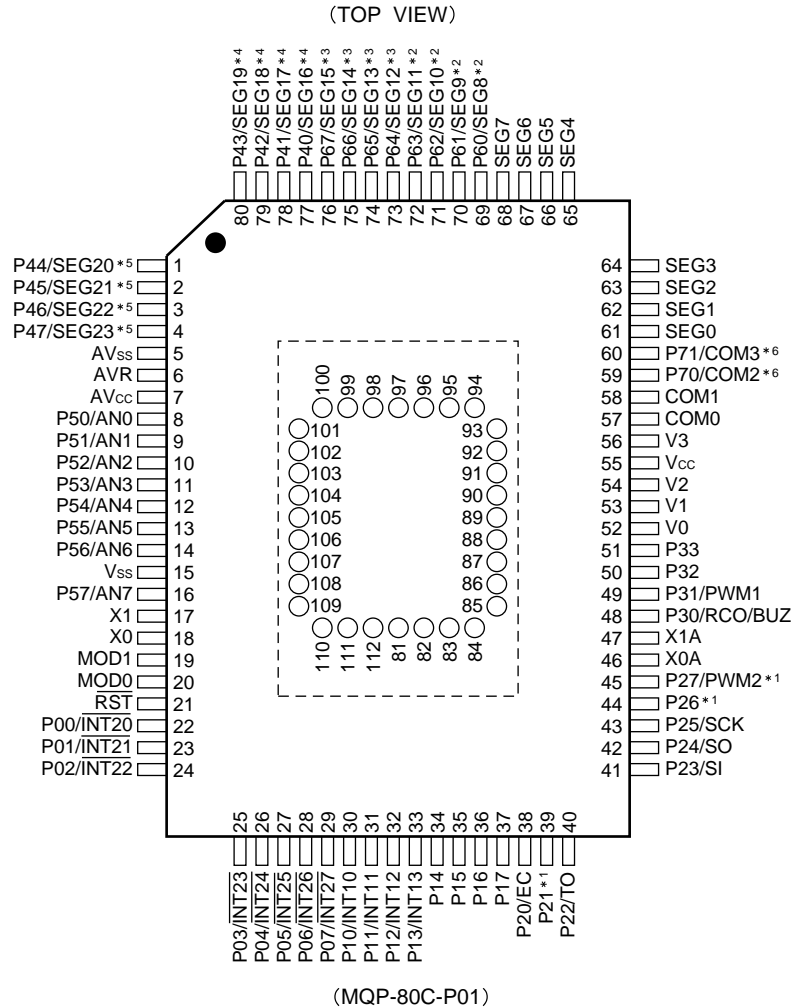 (TOP VIEW)
P43/SEG19*4
P42/SEG18*4
P41/SEG17*4
P40/SEG16*4
P67/SEG15*3
P66/SEG14*3
P65/SEG13*3
P64/SEG12*3
P63/SEG11*2
P62/SEG10*2
P61/SEG9*2
P60/SEG8*2
SEG7
SEG6
SEG5
SEG4
80 79 78 77 76 75 74 73 72 71 70 69 68 67 66 65
P44/SEG20*5 1
P45/SEG21*5 2
P46/SEG22*5 3
P47/SEG23*5 4
AVSS 5
AVR 6
AVCC 7
P50/AN0 8
P51/AN1 9
P52/AN2 10
P53/AN3 11
P54/AN4 12
P55/AN5 13
P56/AN6 14
VSS 15
P57/AN7 16
X1 17
X0 18
MOD1 19
MOD0 20
RST 21
P00/INT20 22
P01/INT21 23
P02/INT22 24
100 99 98 97 96 95 94
101 93
102 92
103 91
104 90
105 89
106 88
107 87
108 86
109 85
110 111 112 81 82 83 84
64 SEG3
63 SEG2
62 SEG1
61 SEG0
60 P71/COM3*6
59 P70/COM2*6
58 COM1
57 COM0
56 V3
55 VCC
54 V2
53 V1
52 V0
51 P33
50 P32
49 P31/PWM1
48 P30/RCO/BUZ
47 X1A
46 X0A
45 P27/PWM2*1
44 P26*1
43 P25/SCK
42 P24/SO
41 P23/SI
25 26 27 28 29 30 31 32 33 34 35 36 37 38 39 40
P03/INT23
P04/INT24
P05/INT25
P06/INT26
P07/INT27
P10/INT10
P11/INT11
P12/INT12
P13/INT13
P14
P15
P16
P17
P20/EC
P21*1
P22/TO
(MQP-80C-P01)